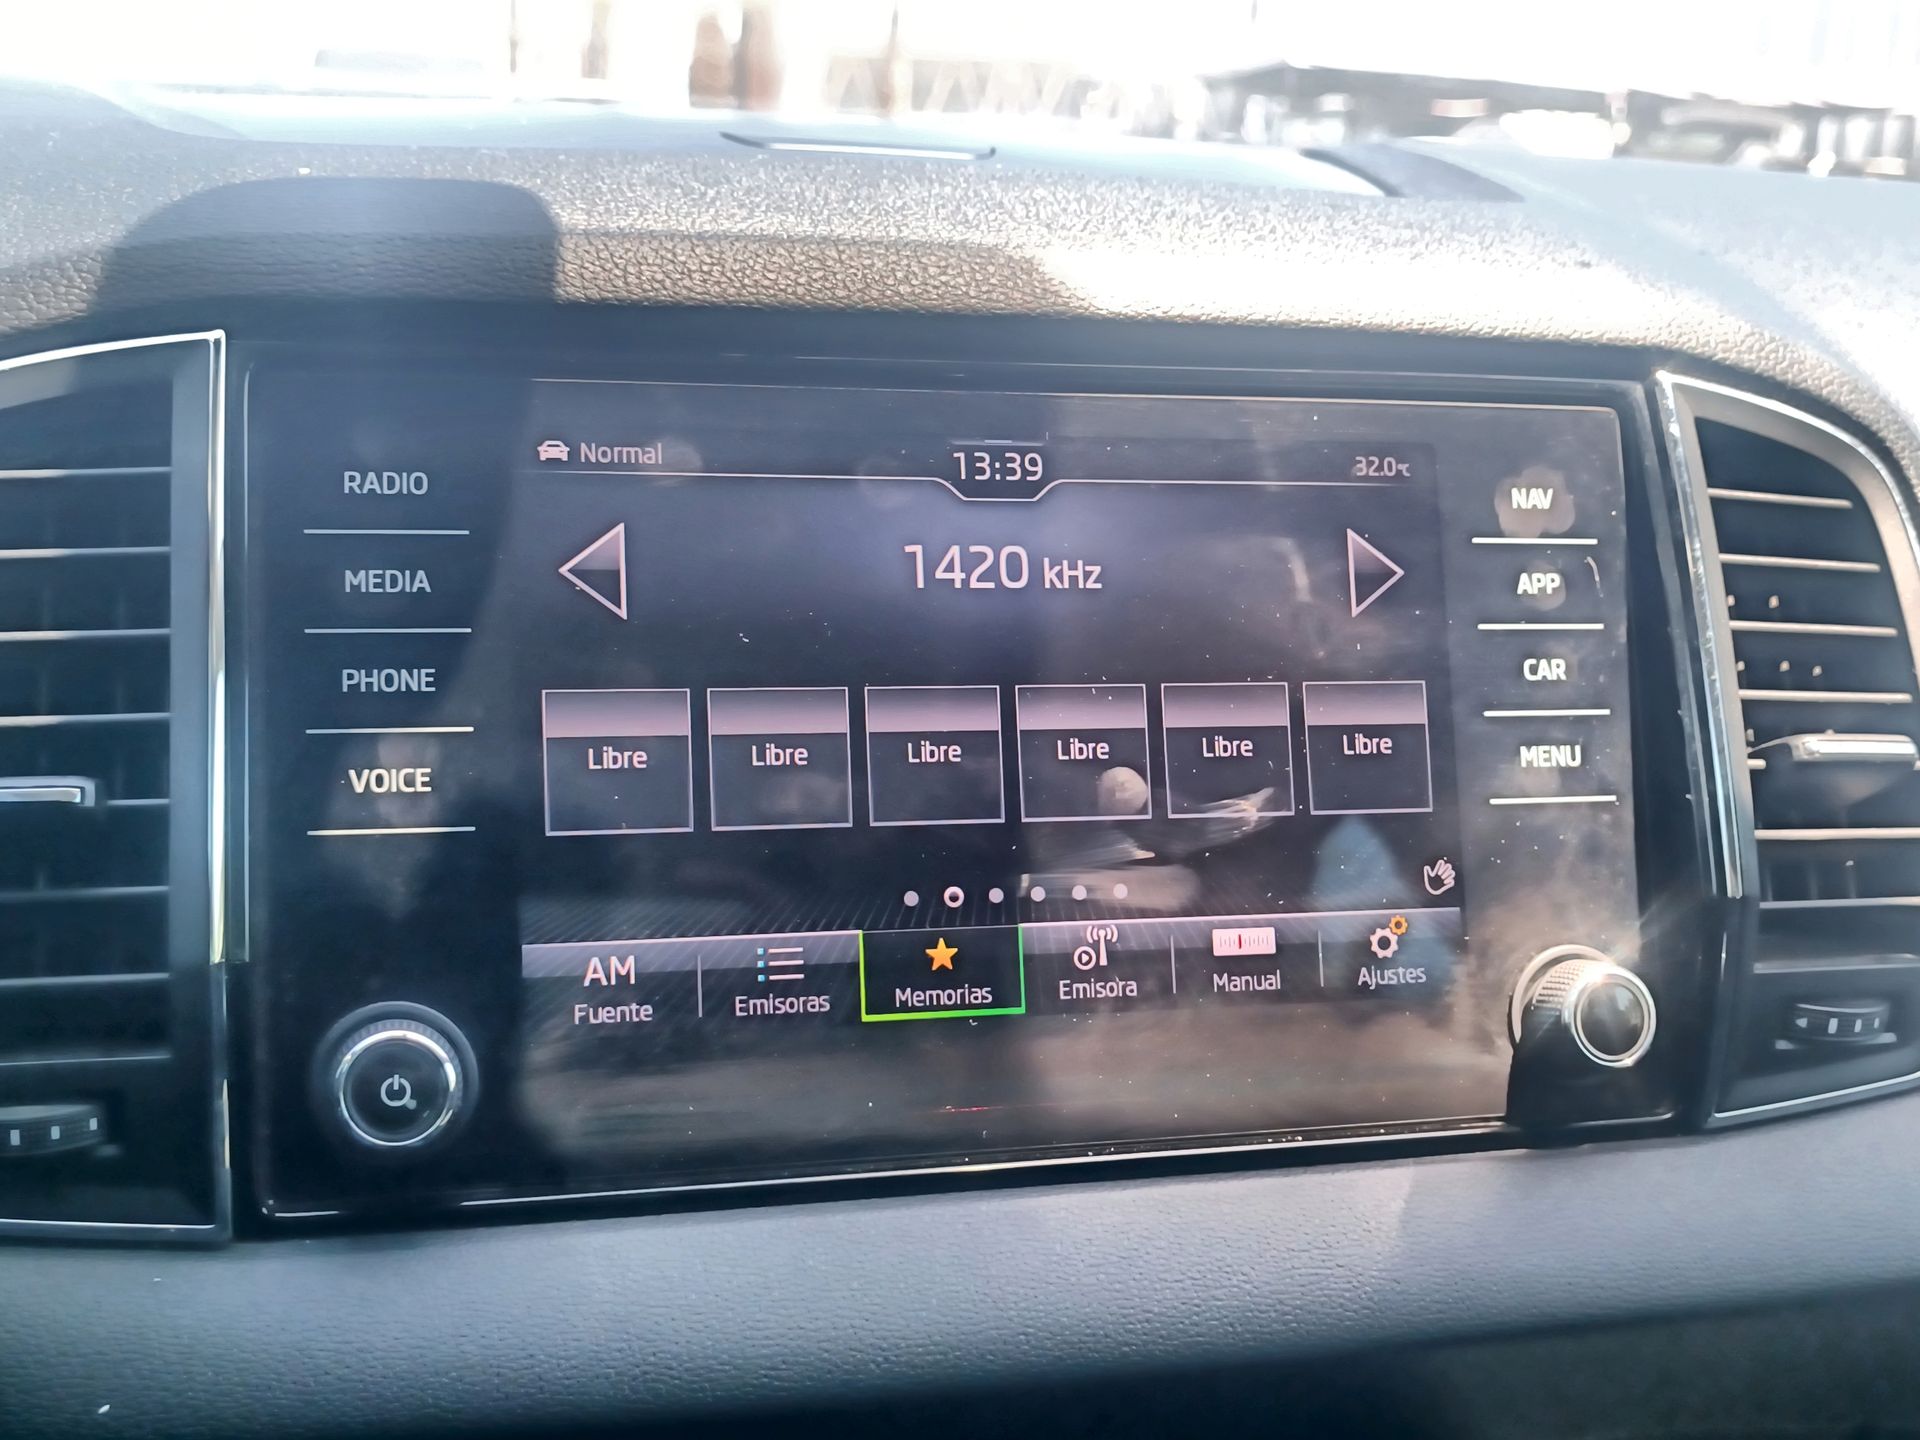 RADIO
MEDIA
PHONE
VOICE
Normal
13:39
32.0°C
1420 kHz
Libre
Libre
Libre
Libre
Libre
Libre
AM
Fuente
Emisoras
Memorias
Emisora
Manual
Ajustes
NAV
APP
CAR
MENU